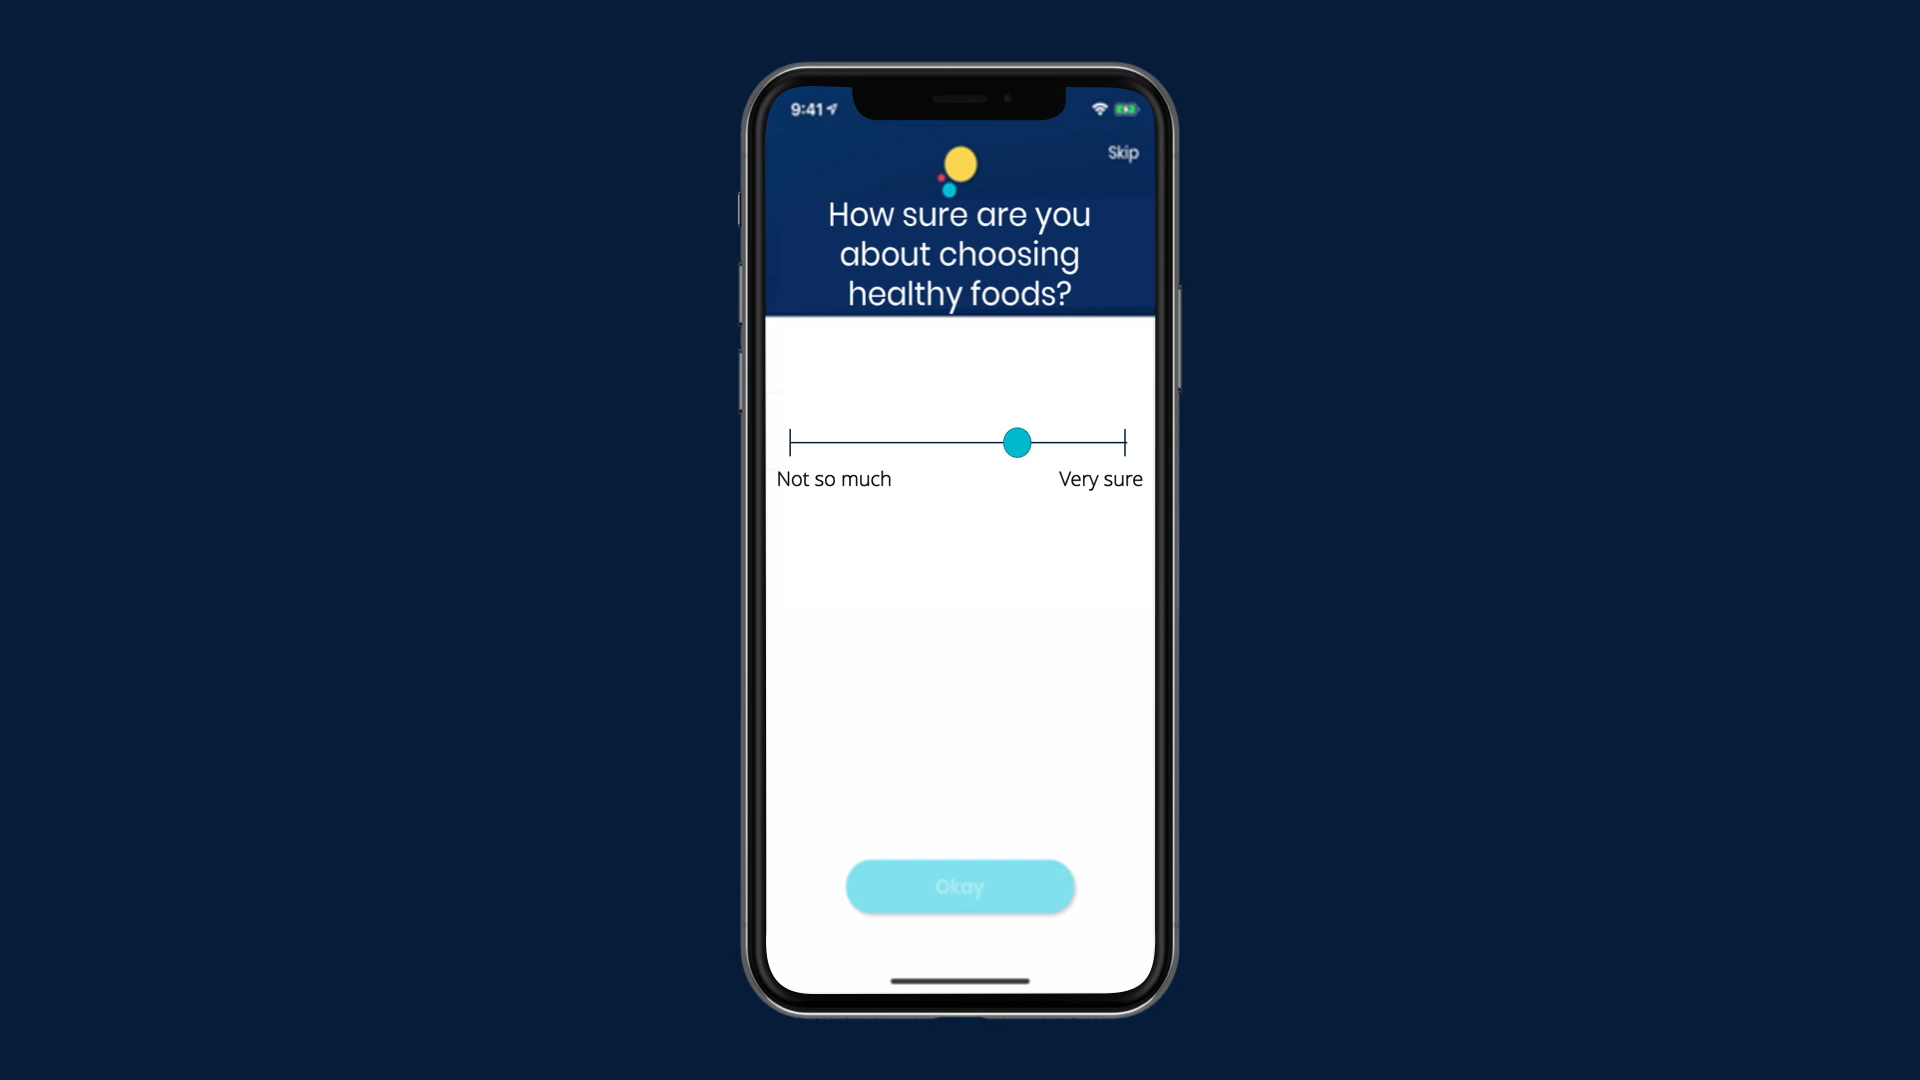 9:41
Skip
How sure are you
about choosing
healthy foods?
Not so much
Very sure
Okay